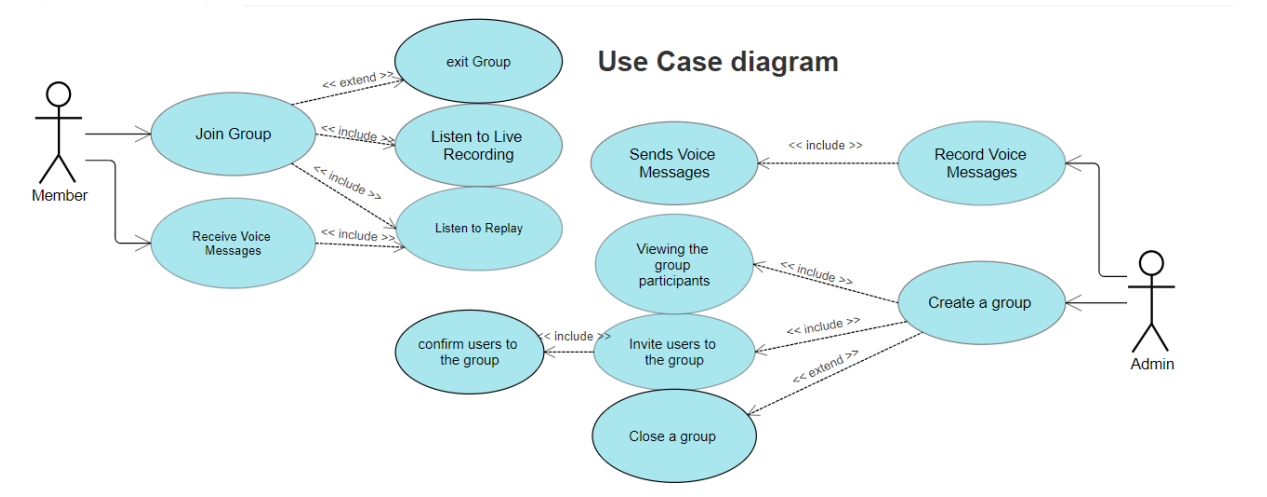 Use Case diagram
exit Group
<< extend >>
Join Group
<< include >>
Listen to Live
Recording
<< include >>
Member
Receive Voice
Messages
<< include >>
Listen to Replay
Sends Voice
Messages
<< include >>
Record Voice
Messages
Viewing the
group
participants
<< include >>
Create a group
confirm users to
the group
<< include >>
Invite users to
the group
<< include >>
<< extend >>
Admin
Close a group